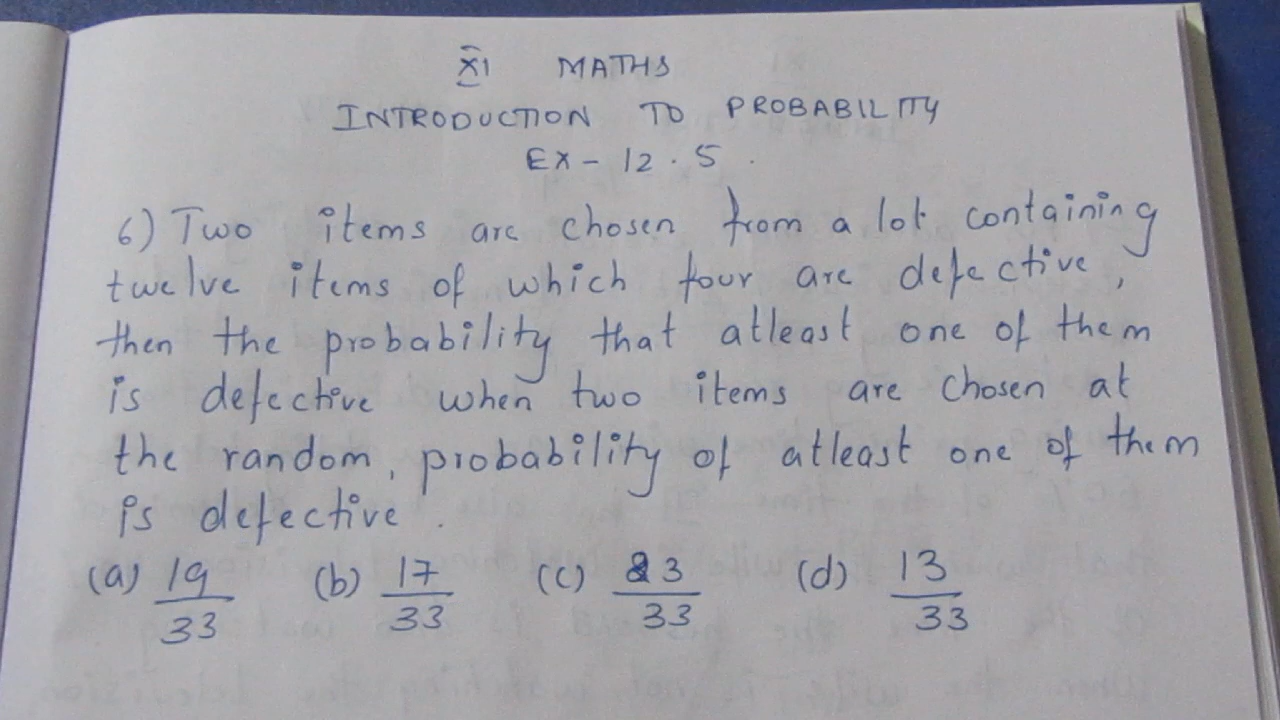 XI MATHS
INTRODUCTION TO PROBABILITY
EX - 12.5.
6) Two items are chosen from a lot containing
twelve items of which four are defective,
then the probability that atleast one of them
is defective when two items are chosen at
the random, probability of atleast one of them
is defective.
(a) 19/33 (b) 17/33 (c) 23/33 (d) 13/33